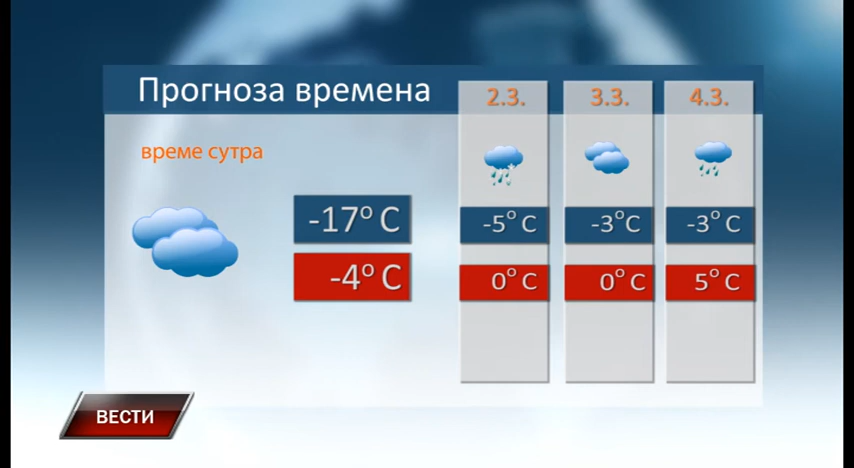 Прогноза времена
време сутра
-17° C
-4° C
2.3.
-5° C
0° C
3.3.
-3°C
0° C
4.3.
-3° C
5° C
ВЕСТИ